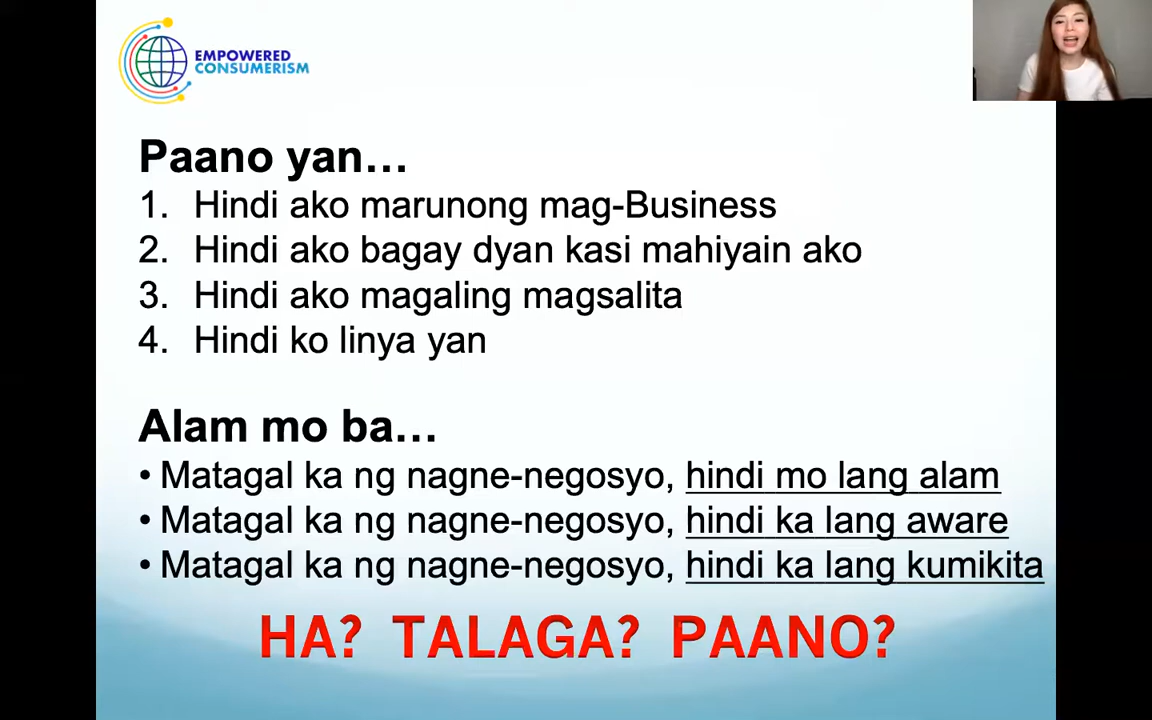 EMPOWERED
CONSUMERISM
Paano yan…
1. Hindi ako marunong mag-Business
2. Hindi ako bagay dyan kasi mahiyain ako
3. Hindi ako magaling magsalita
4. Hindi ko linya yan
Alam mo ba…
• Matagal ka ng nagne-negosyo, hindi mo lang alam
• Matagal ka ng nagne-negosyo, hindi ka lang aware
• Matagal ka ng nagne-negosyo, hindi ka lang kumikita
HA? TALAGA? PAANO?